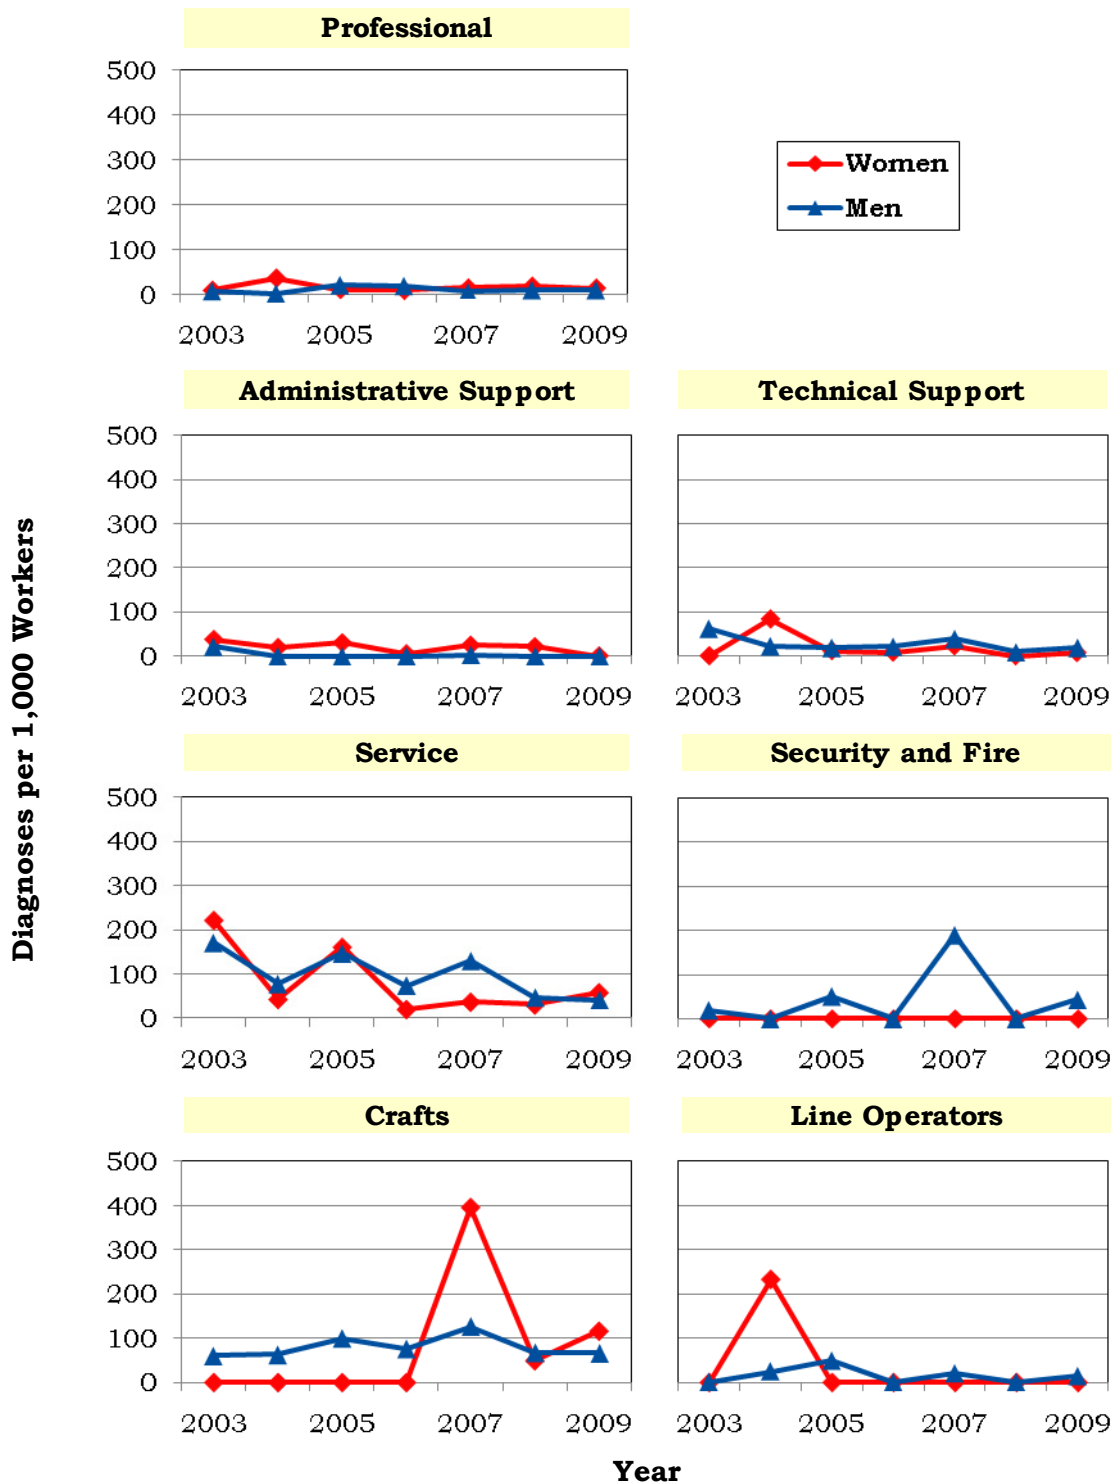 Professional
500
400
300
200
100
0
2003 2005 2007 2009
Women
Men
Administrative Support
500
400
300
200
100
0
2003 2005 2007 2009
Technical Support
2003 2005 2007 2009
Diagnoses per 1,000 Workers
Service
500
400
300
200
100
0
2003 2005 2007 2009
Security and Fire
2003 2005 2007 2009
Crafts
500
400
300
200
100
0
2003 2005 2007 2009
Line Operators
2003 2005 2007 2009
Year